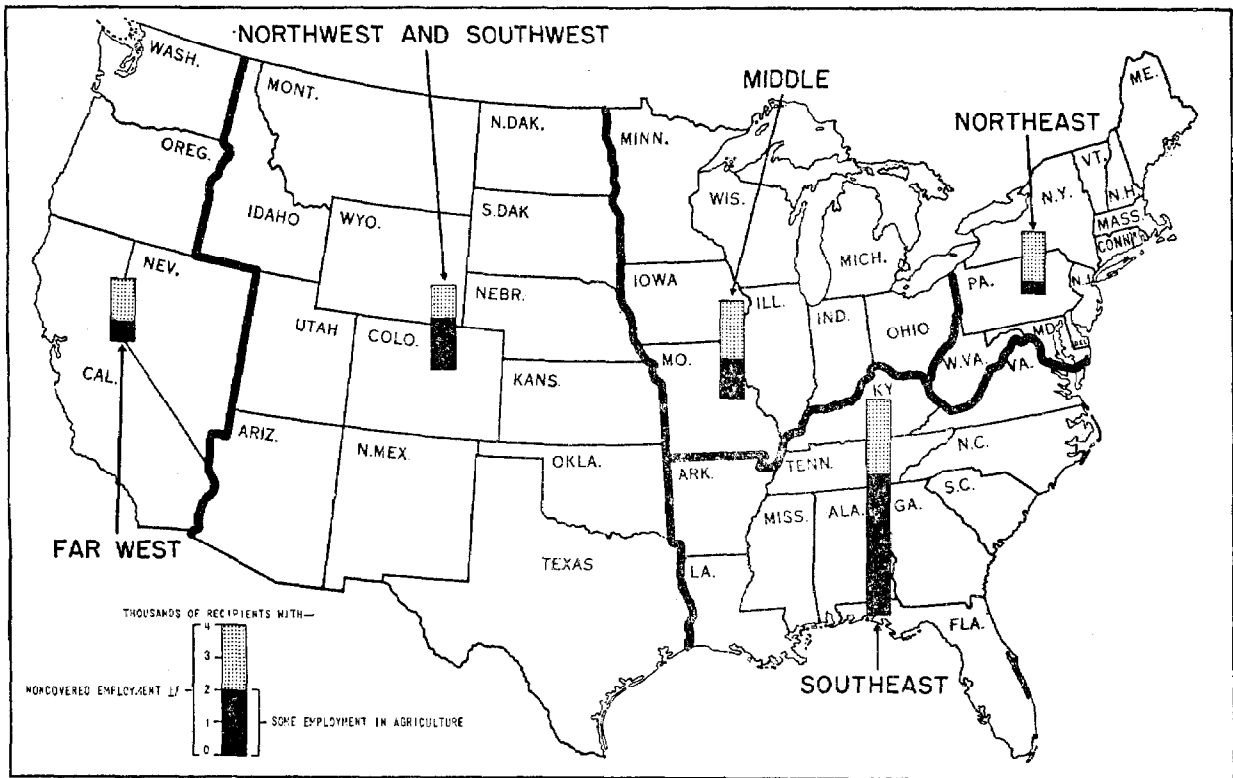 NORTHWEST AND SOUTHWEST
MIDDLE
NORTHEAST
WASH.
MONT.
N.DAK.
MINN.
ME.
OREG.
IDAHO
WYO.
S.DAK
WIS.
MICH.
N.Y.
VT.
N.H.
MASS.
CONN.
NEV.
UTAH
COLO.
NEBR.
IOWA
ILL.
IND.
OHIO
PA.
N.J.
MD.
DEL.
CAL.
KANS.
MO.
KY
W.VA.
VA.
ARIZ.
N.MEX.
OKLA.
ARK.
TENN.
N.C.
S.C.
MISS.
ALA.
GA.
FAR WEST
TEXAS
LA.
FLA.
SOUTHEAST
THOUSANDS OF RECIPIENTS WITH—
4
3
NONCOVERED EMPLOYMENT 1/
2
1
SOME EMPLOYMENT IN AGRICULTURE
0